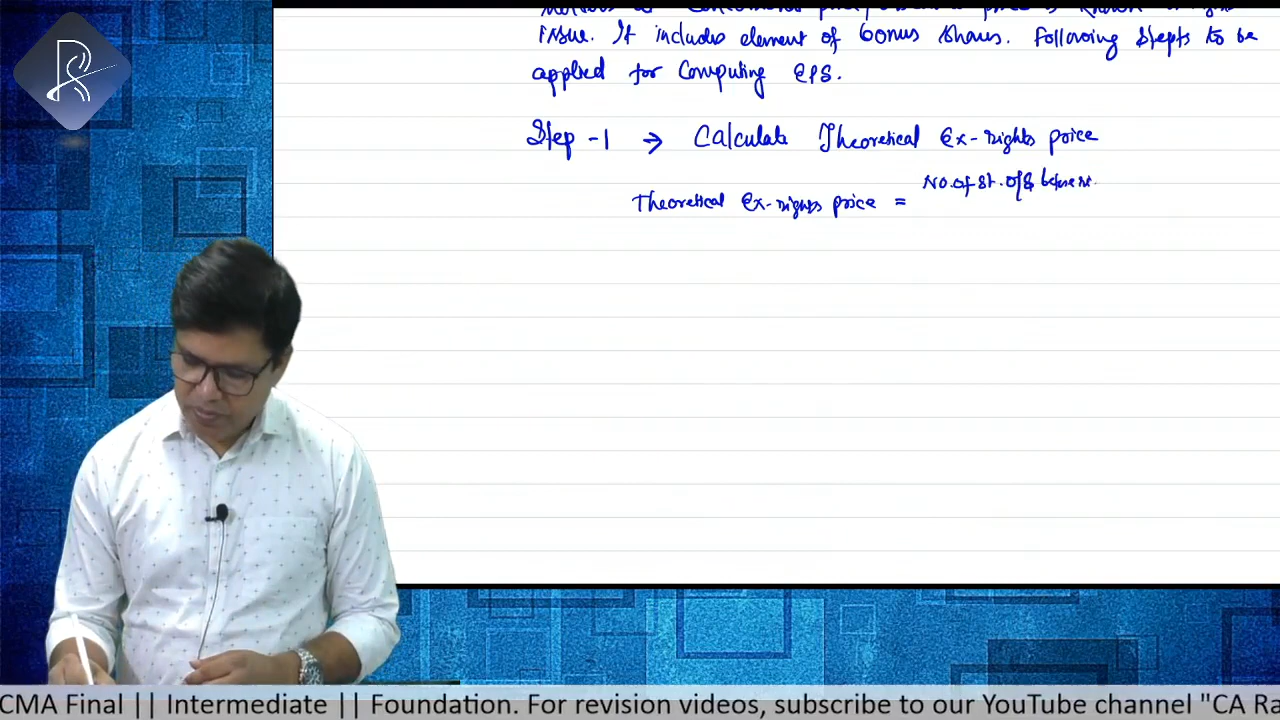 issue. It includes element of bonus shares. Following stepts to be
applied for computing EPS.
Step -1 → Calculate Theoretical Ex-rights price
No. of sh. o/s before
Theoretical Ex-rights price =
CMA Final || Intermediate || Foundation. For revision videos, subscribe to our YouTube channel "CA Ra